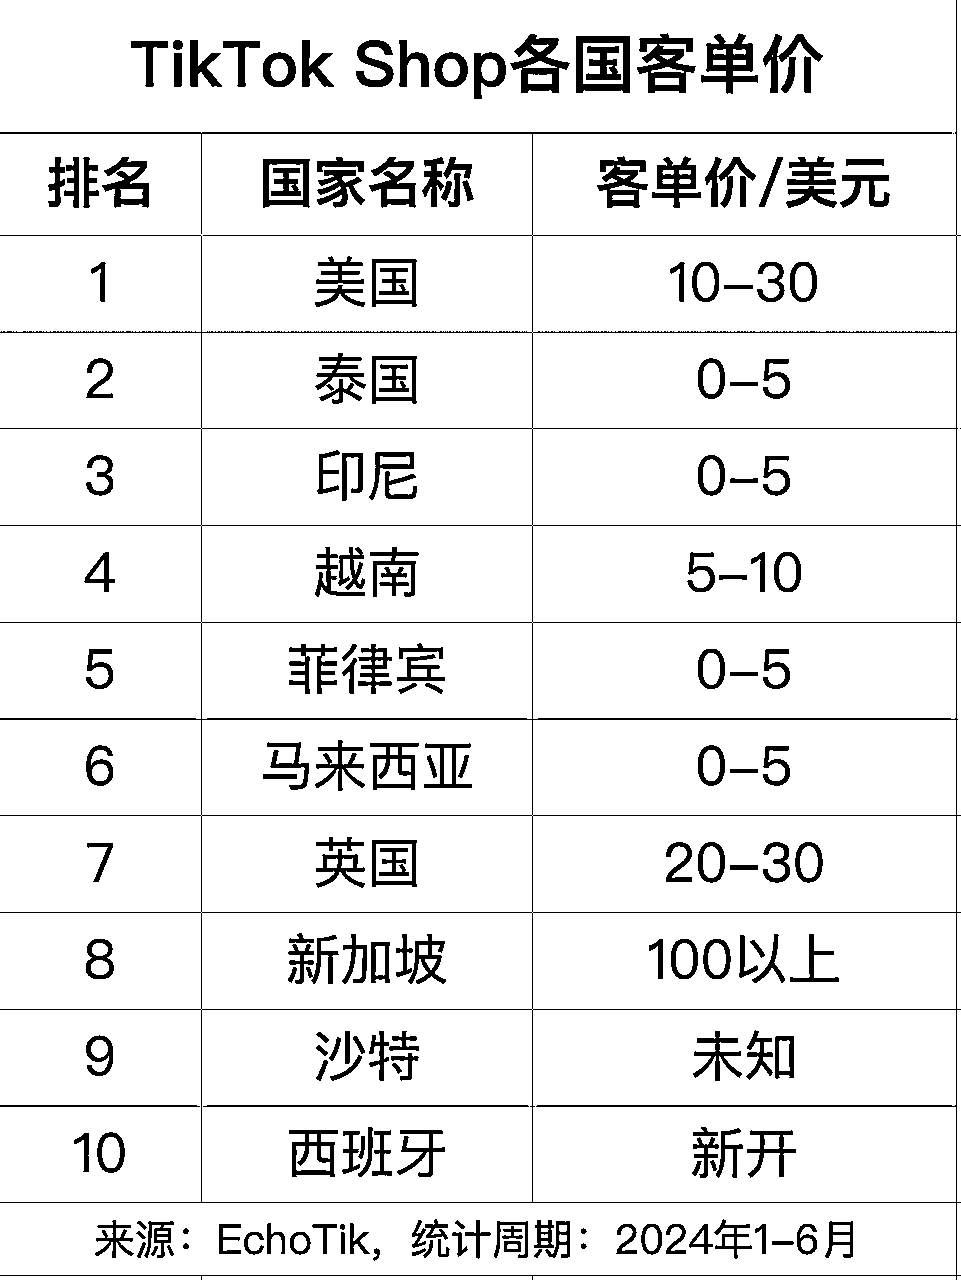 TikTok Shop各国客单价
排名 国家名称 客单价/美元
1 美国 10–30
2 泰国 0–5
3 印尼 0–5
4 越南 5–10
5 菲律宾 0–5
6 马来西亚 0–5
7 英国 20–30
8 新加坡 100以上
9 沙特 未知
10 西班牙 新开
来源：EchoTik，统计周期：2024年1–6月